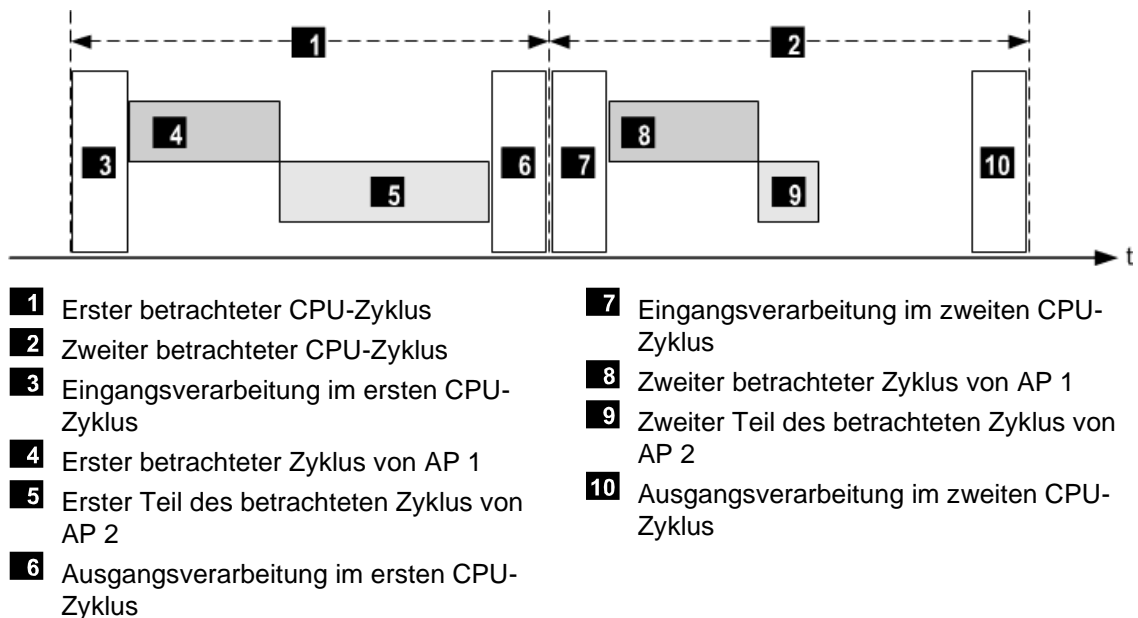 1 2
3 4 5 6 7 8 9 10
t
1 Erster betrachteter CPU-Zyklus
2 Zweiter betrachteter CPU-Zyklus
3 Eingangsverarbeitung im ersten CPU-
Zyklus
4 Erster betrachteter Zyklus von AP 1
5 Erster Teil des betrachteten Zyklus von
AP 2
6 Ausgangsverarbeitung im ersten CPU-
Zyklus
7 Eingangsverarbeitung im zweiten CPU-
Zyklus
8 Zweiter betrachteter Zyklus von AP 1
9 Zweiter Teil des betrachteten Zyklus von
AP 2
10 Ausgangsverarbeitung im zweiten CPU-
Zyklus